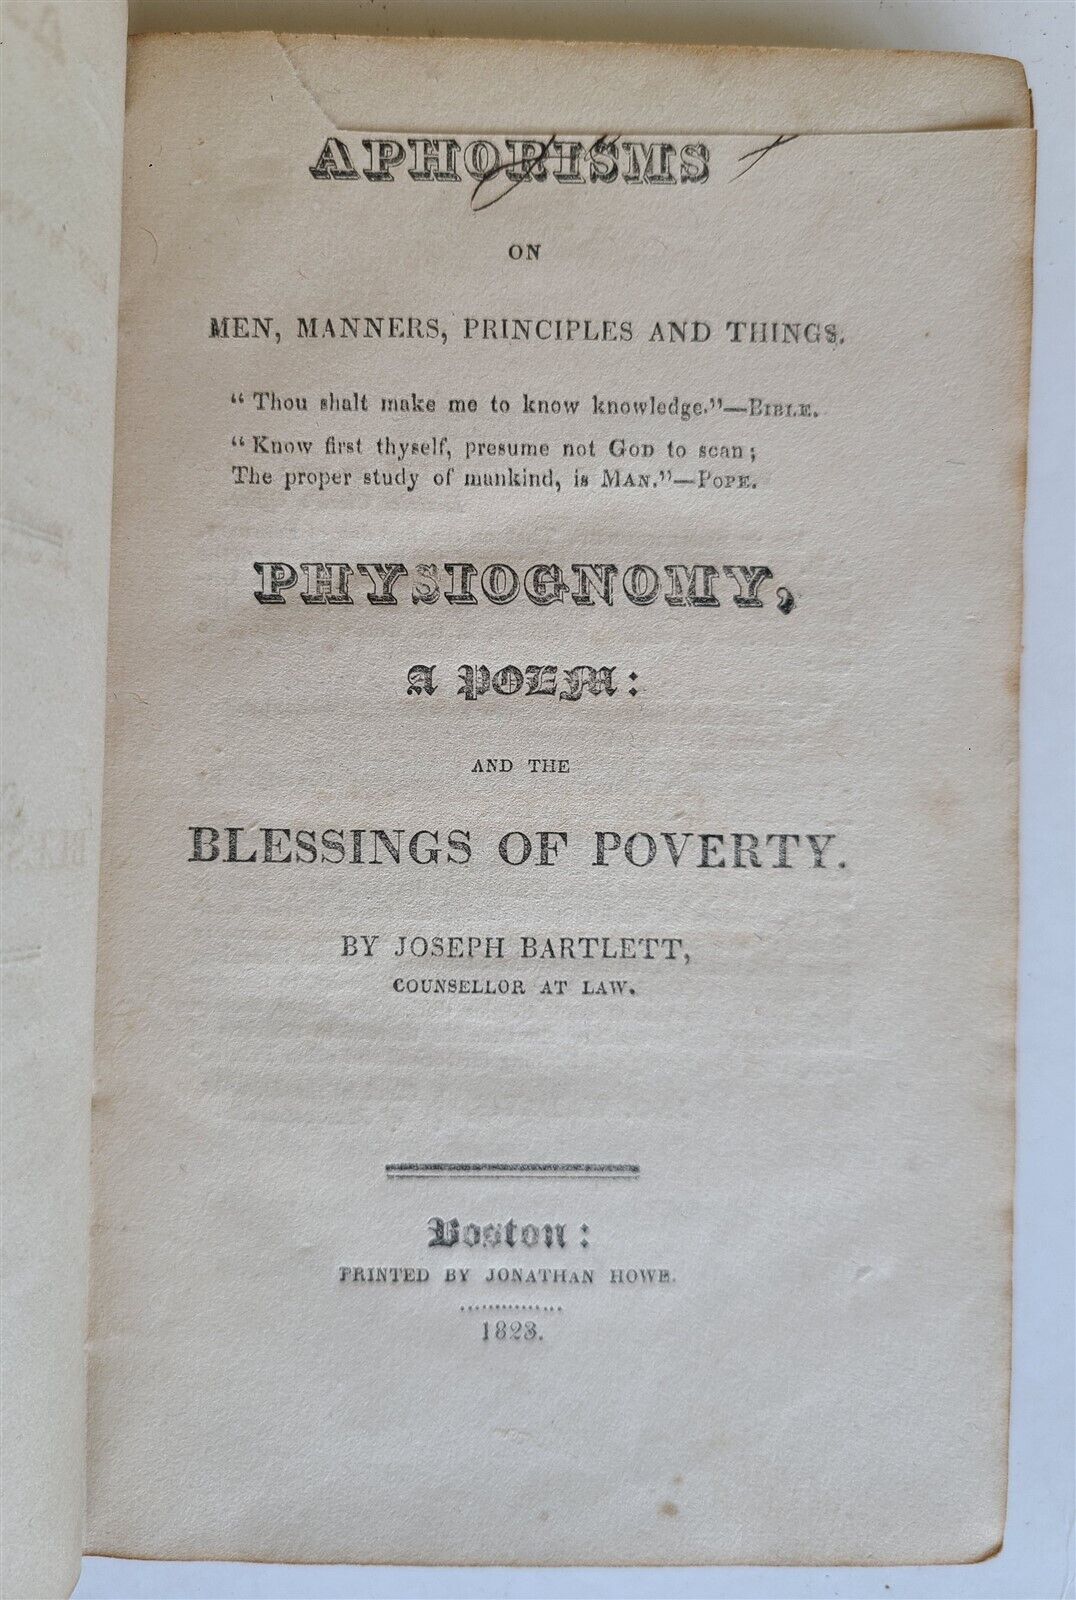 APHORISMS
ON
MEN, MANNERS, PRINCIPLES AND THINGS.
“Thou shalt make me to know knowledge.”—BIBLE.
“Know first thyself, presume not GOD to scan;
The proper study of mankind, is MAN.”—POPE.
PHYSIOGNOMY,
A POEM:
AND THE
BLESSINGS OF POVERTY.
BY JOSEPH BARTLETT,
COUNSELLOR AT LAW.
Boston:
PRINTED BY JONATHAN HOWE.
1823.